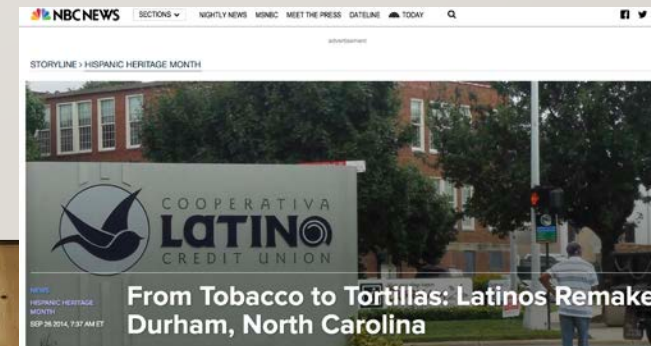 NBC NEWS SECTIONS NIGHTLY NEWS MSNBC MEET THE PRESS DATELINE TODAY
advertisement
STORYLINE > HISPANIC HERITAGE MONTH
COOPERATIVA
LATINO
CREDIT UNION
NEWS
HISPANIC HERITAGE
MONTH
SEP 26 2014, 7:37 AM ET
From Tobacco to Tortillas: Latinos Remake
Durham, North Carolina